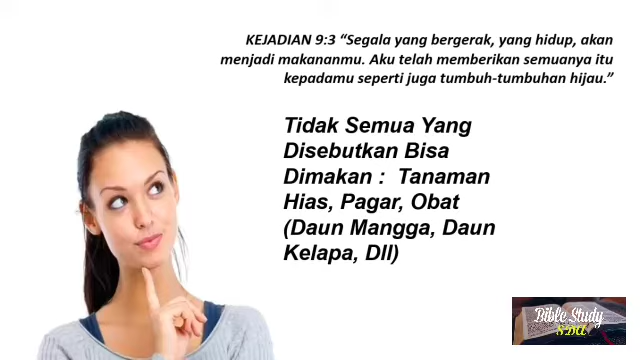 KEJADIAN 9:3 “Segala yang bergerak, yang hidup, akan
menjadi makananmu. Aku telah memberikan semuanya itu
kepadamu seperti juga tumbuh-tumbuhan hijau.”
Tidak Semua Yang
Disebutkan Bisa
Dimakan : Tanaman
Hias, Pagar, Obat
(Daun Mangga, Daun
Kelapa, Dll)
Bible Study
SDA